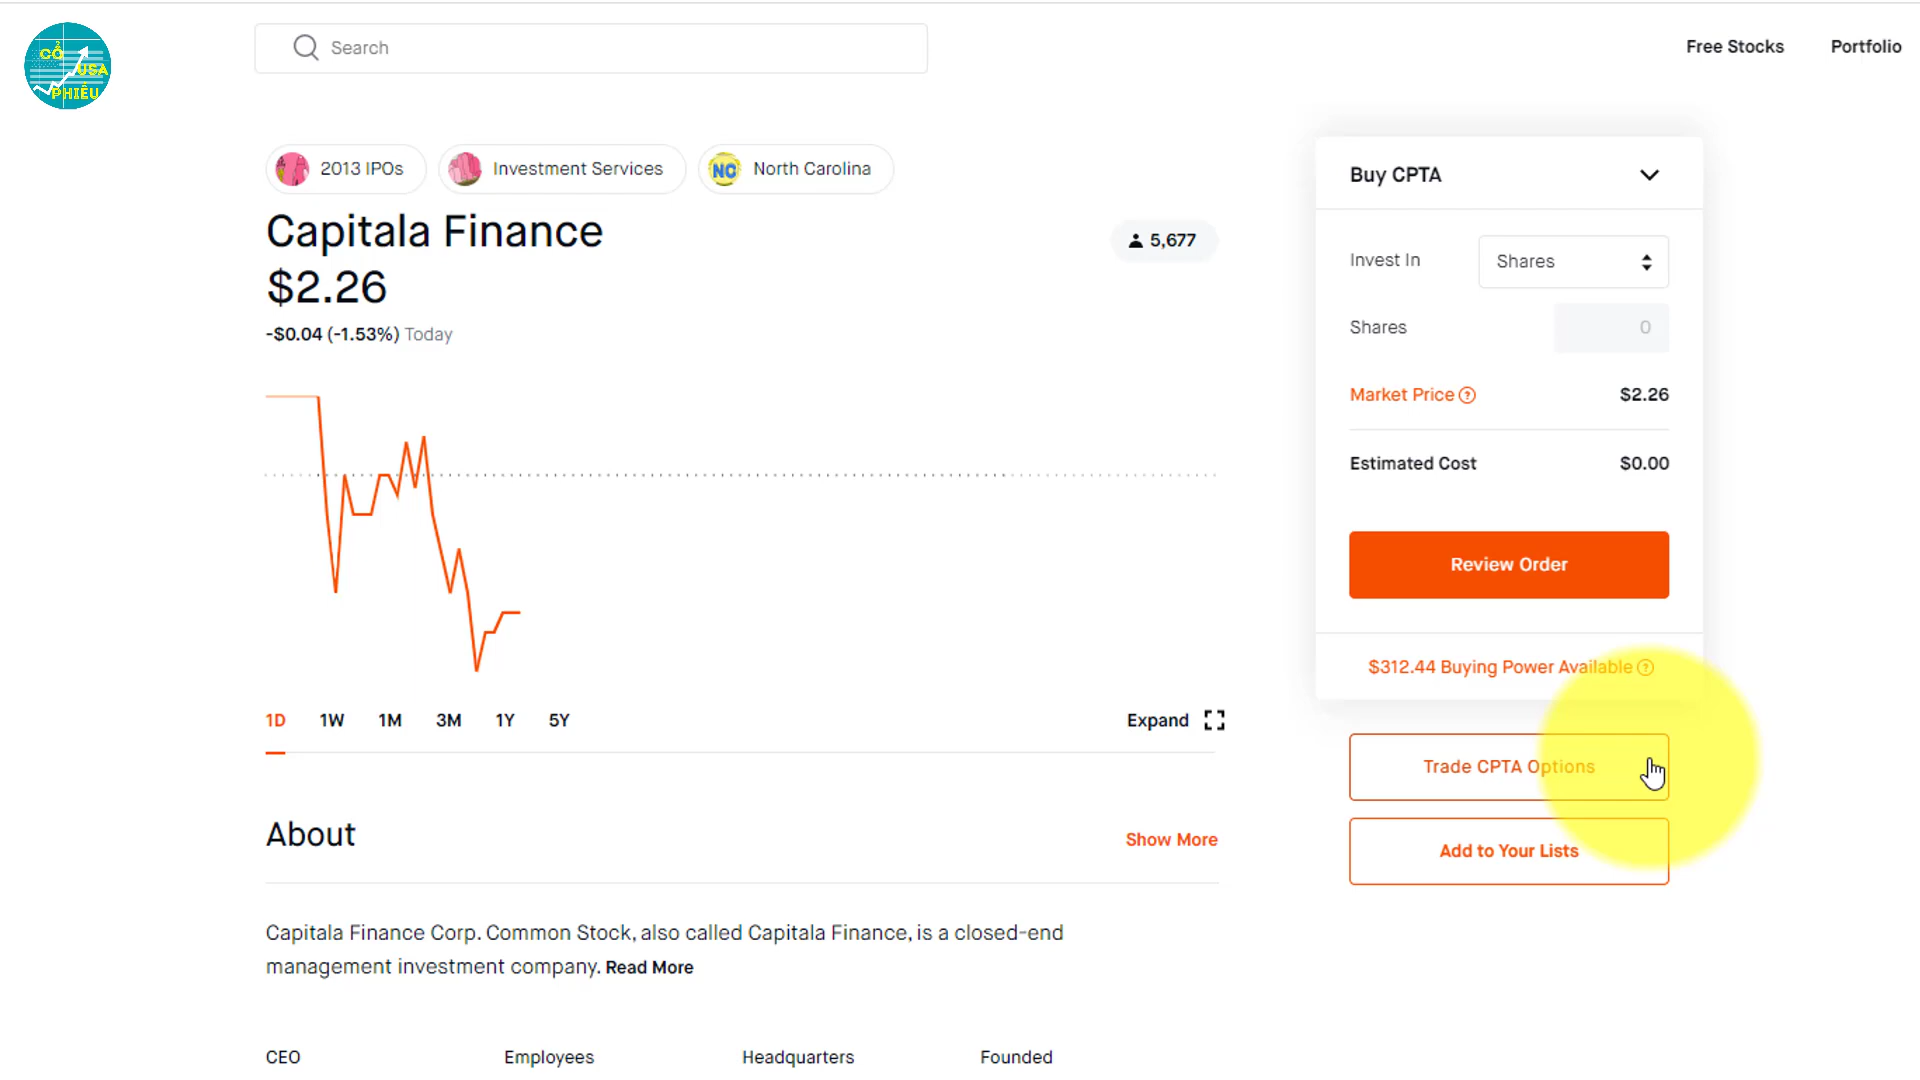 CỔ
USA
PHIẾU
Search
Free Stocks
Portfolio
2013 IPOs
Investment Services
NC
North Carolina
Capitala Finance
$2.26
-$0.04 (-1.53%) Today
5,677
1D
1W
1M
3M
1Y
5Y
Expand
About
Show More
Capitala Finance Corp. Common Stock, also called Capitala Finance, is a closed-end
management investment company. Read More
CEO
Employees
Headquarters
Founded
Buy CPTA
Invest In
Shares
Shares
0
Market Price ?
$2.26
Estimated Cost
$0.00
Review Order
$312.44 Buying Power Available ?
Trade CPTA Options
Add to Your Lists